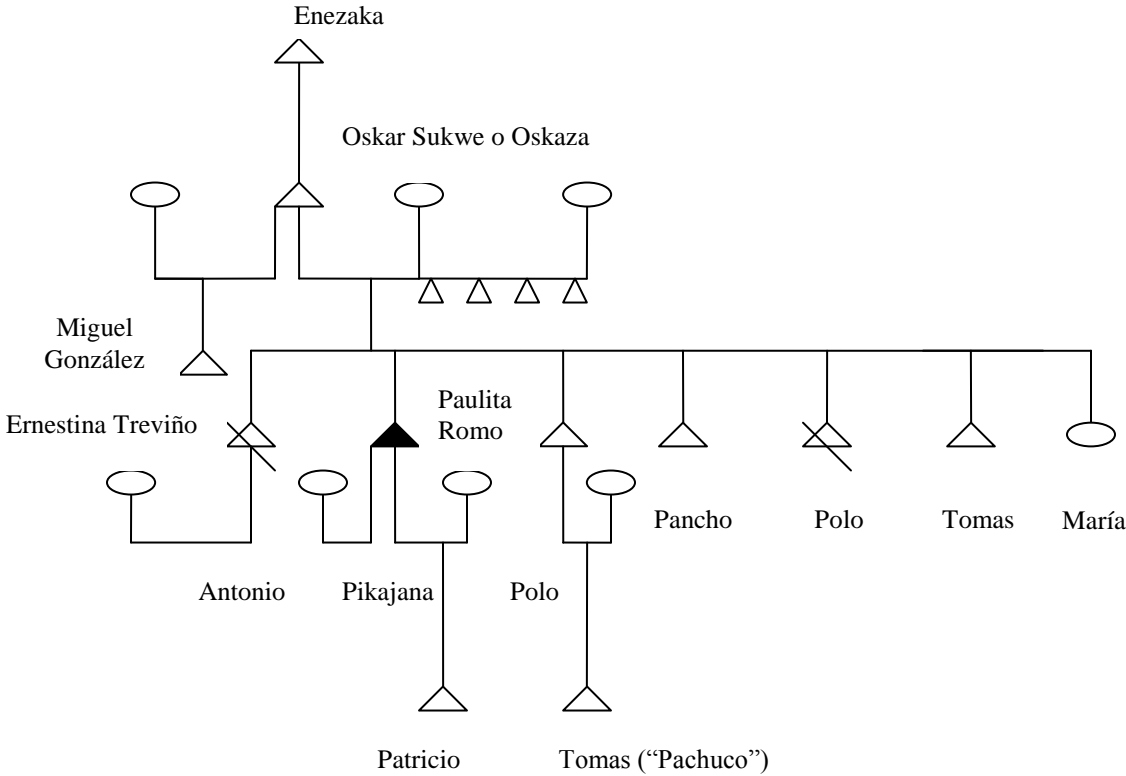 Enezaka
Oskar Sukwe o Oskaza
Miguel
González
Ernestina Treviño
Paulita
Romo
Pancho
Polo
Tomas
María
Antonio
Pikajana
Polo
Patricio
Tomas (“Pachuco”)